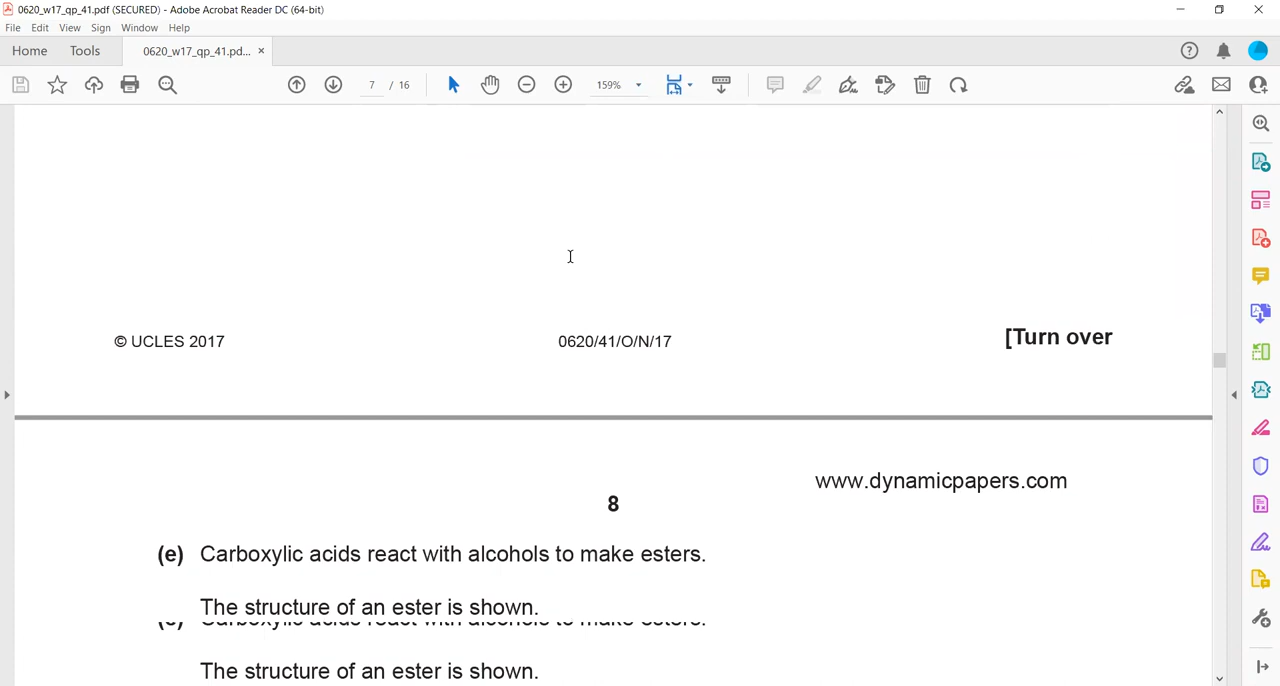 0620_w17_qp_41.pdf (SECURED) - Adobe Acrobat Reader DC (64-bit)
File Edit View Sign Window Help
Home Tools 0620_w17_qp_41.pd... ×
7 / 16 159%
© UCLES 2017 0620/41/O/N/17 [Turn over
www.dynamicpapers.com
8
(e) Carboxylic acids react with alcohols to make esters.
The structure of an ester is shown.
(e) Carboxylic acids react with alcohols to make esters.
The structure of an ester is shown.